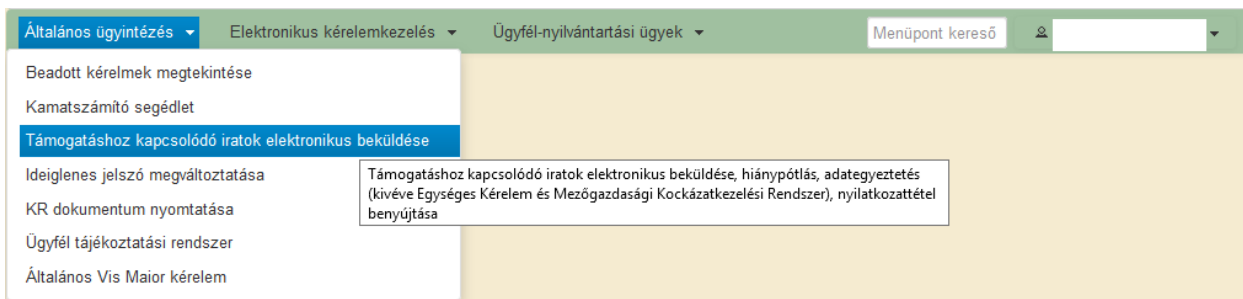 Általános ügyintézés Elektronikus kérelemkezelés Ügyfél-nyilvántartási ügyek Menüpont kereső
Beadott kérelmek megtekintése
Kamatszámító segédlet
Támogatáshoz kapcsolódó iratok elektronikus beküldése
Ideiglenes jelszó megváltoztatása
KR dokumentum nyomtatása
Ügyfél tájékoztatási rendszer
Általános Vis Maior kérelem
Támogatáshoz kapcsolódó iratok elektronikus beküldése, hiánypótlás, adategyeztetés
(kivéve Egységes Kérelem és Mezőgazdasági Kockázatkezelési Rendszer), nyilatkozattétel
benyújtása